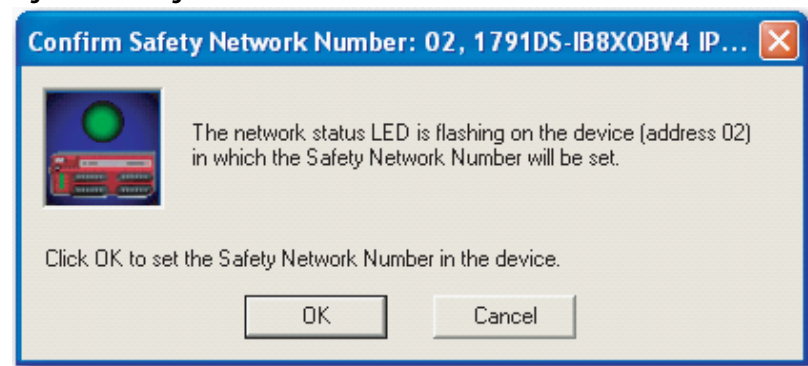 Confirm Safety Network Number: 02, 1791DS-IB8XOBV4 IP...
The network status LED is flashing on the device (address 02)
in which the Safety Network Number will be set.
Click OK to set the Safety Network Number in the device.
OK
Cancel